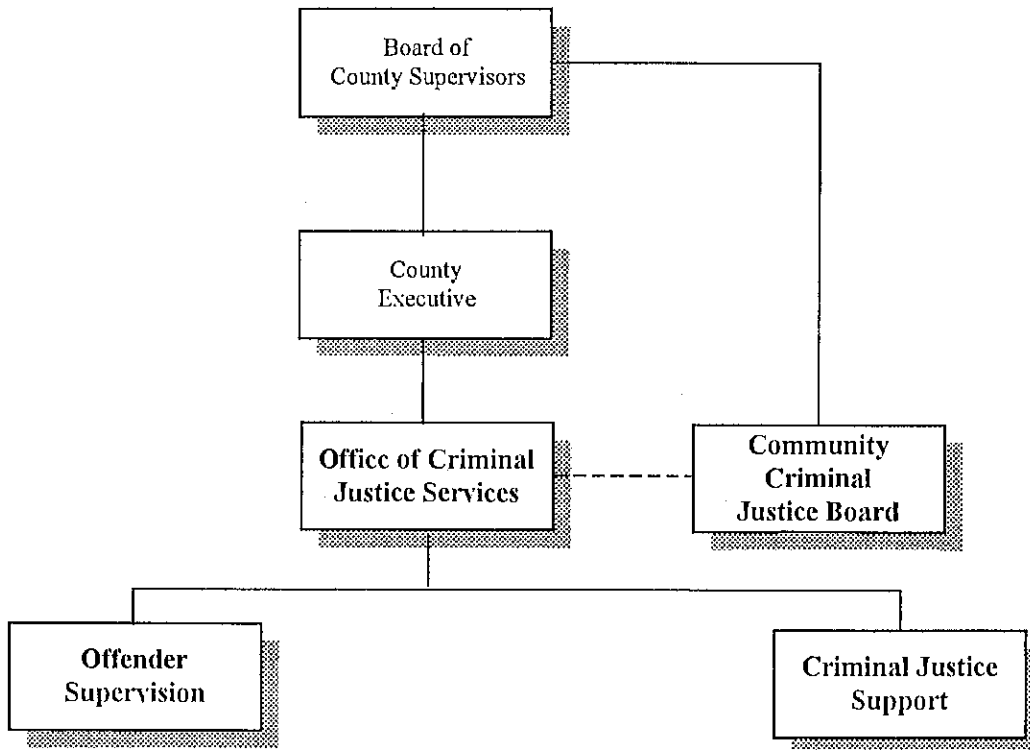 Board of
County Supervisors
County
Executive
Office of Criminal
Justice Services
Community
Criminal
Justice Board
Offender
Supervision
Criminal Justice
Support